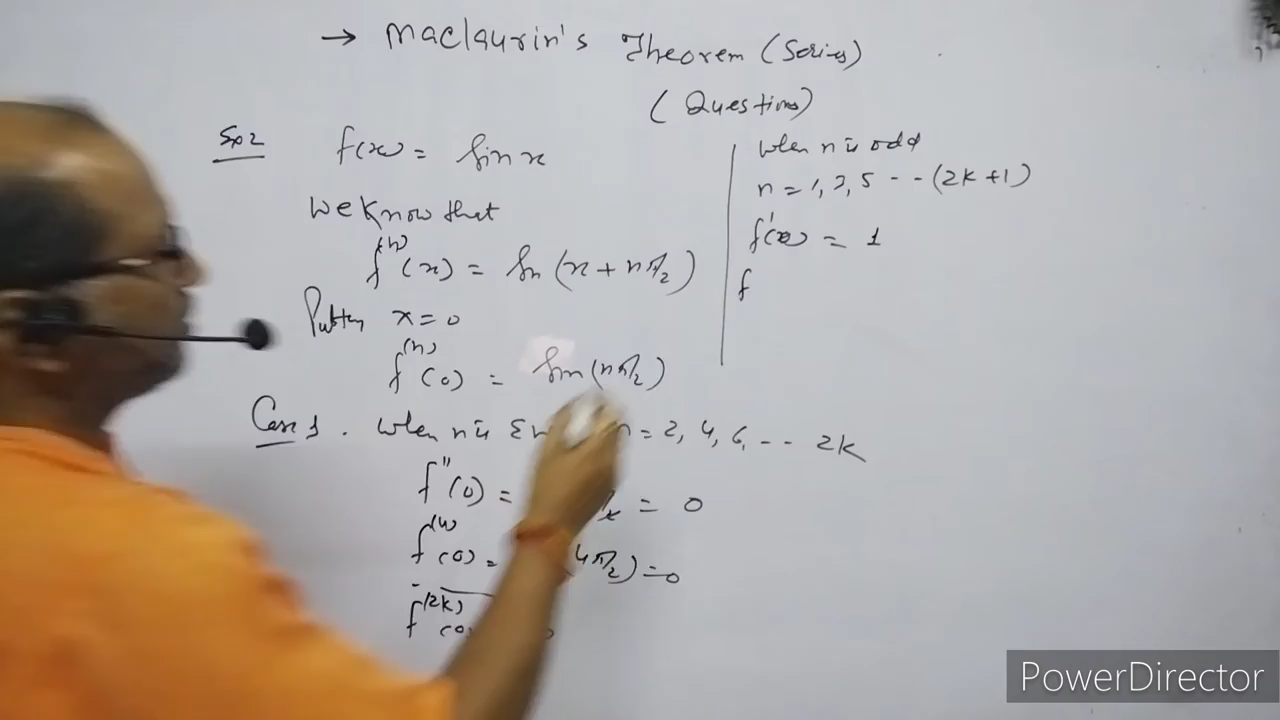 → Maclaurin's Theorem (Series)
(Questions)
Sol
f(x) = Sin x
we know that
f⁽ⁿ⁾(x) = Sin (x + nπ/2)
Putting x = 0
f⁽ⁿ⁾(0) = Sin (nπ/2)
Case 1. when n is n = 2, 4, 6, -- 2k
f''(0) = = 0
f (0) = 4π/2) = 0
f⁽²ᵏ⁾(0)
when n is odd
n = 1, 3, 5 -- (2k+1)
f'(0) = 1
f
PowerDirector